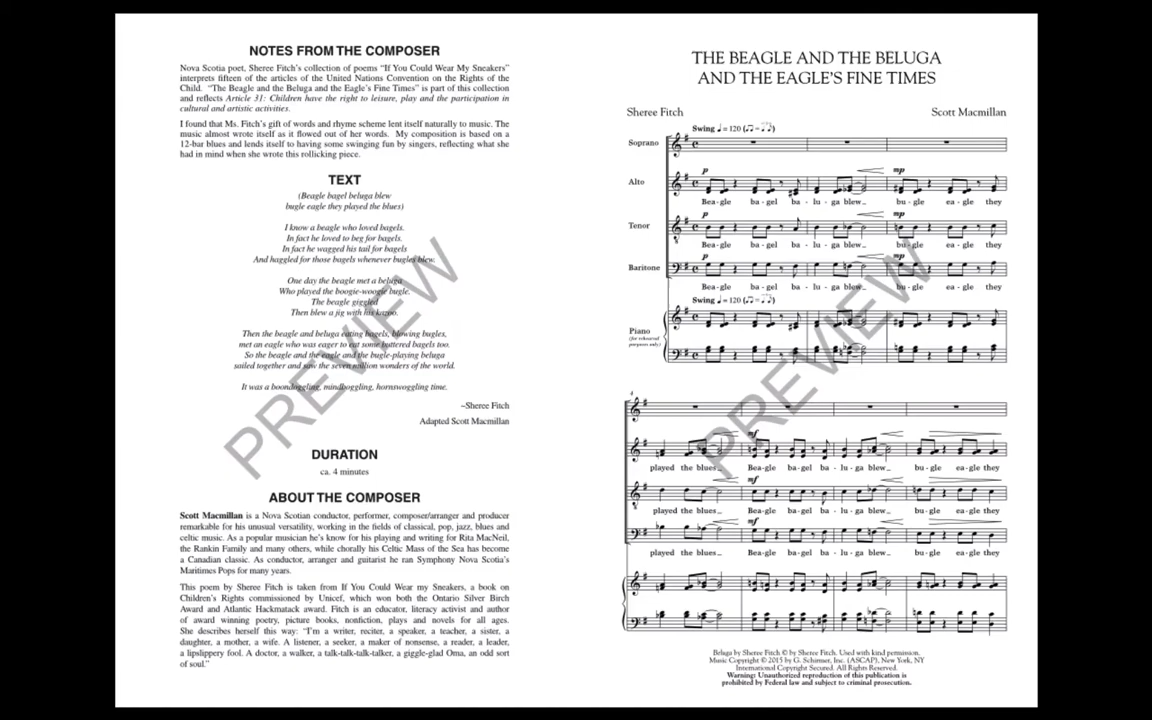 NOTES FROM THE COMPOSER
Nova Scotia poet, Sheree Fitch's collection of poems “If You Could Wear My Sneakers”
interprets fifteen of the articles of the United Nations Convention on the Rights of the
Child. “The Beagle and the Beluga and the Eagle's Fine Times” is part of this collection
and reflects Article 31: Children have the right to leisure, play and the participation in
cultural and artistic activities.
I found that Ms. Fitch's gift of words and rhyme scheme lent itself naturally to music. The
music almost wrote itself as it flowed out of her words. My composition is based on a
12-bar blues and lends itself to having some swinging fun by singers, reflecting what she
had in mind when she wrote this rollicking piece.
TEXT
(Beagle bagel beluga blew
bugle eagle they played the blues)
I know a beagle who loved bagels.
In fact he loved to beg for bagels.
In fact he wagged his tail for bagels
And haggled for those bagels whenever bugles blew.
One day the beagle met a beluga
Who played the boogie-woogie bugle.
The beagle giggled
Then blew a jig with his kazoo.
Then the beagle and beluga eating bagels, blowing bugles,
met an eagle who was eager to eat some buttered bagels too.
So the beagle and the eagle and the bugle-playing beluga
sailed together and saw the seven million wonders of the world.
It was a boondoggling, mindboggling, hornswoggling time.
–Sheree Fitch
Adapted Scott Macmillan
DURATION
ca. 4 minutes
ABOUT THE COMPOSER
Scott Macmillan is a Nova Scotian conductor, performer, composer/arranger and producer
remarkable for his unusual versatility, working in the fields of classical, pop, jazz, blues and
celtic music. As a popular musician he's know for his playing and writing for Rita MacNeil,
the Rankin Family and many others, while chorally his Celtic Mass of the Sea has become
a Canadian classic. As conductor, arranger and guitarist he ran Symphony Nova Scotia's
Maritimes Pops for many years.
This poem by Sheree Fitch is taken from If You Could Wear my Sneakers, a book on
Children's Rights commissioned by Unicef, which won both the Ontario Silver Birch
Award and Atlantic Hackmatack award. Fitch is an educator, literacy activist and author
of award winning poetry, picture books, nonfiction, plays and novels for all ages.
She describes herself this way: “I'm a writer, reciter, a speaker, a teacher, a sister, a
daughter, a mother, a wife. A listener, a seeker, a maker of nonsense, a reader, a leader,
a lipslippery fool. A doctor, a walker, a talk-talk-talk-talker, a giggle-glad Oma, an odd sort
of soul.”
PREVIEW
THE BEAGLE AND THE BELUGA
AND THE EAGLE'S FINE TIMES
Sheree Fitch
Scott Macmillan
Swing ♩ = 120
Soprano
p mp
Alto
Bea - gle ba - gel ba - lu - ga blew_ bu - gle ea - gle they
p mp
Tenor
Bea - gle ba - gel ba - lu - ga blew_ bu - gle ea - gle they
p mp
Baritone
Bea - gle ba - gel ba - lu - ga blew_ bu - gle ea - gle they
Swing ♩ = 120
Piano
(for rehearsal
purposes only)
4
mf
played the blues_ Bea-gle ba-gel ba - lu - ga blew_ bu - gle ea-gle they
mf
played the blues_ Bea-gle ba-gel ba - lu - ga blew_ bu - gle ea-gle they
mf
played the blues_ Bea-gle ba-gel ba - lu - ga blew_ bu - gle ea-gle they
PREVIEW
Beluga by Sheree Fitch © by Sheree Fitch. Used with kind permission.
Music Copyright © 2015 by G. Schirmer, Inc. (ASCAP), New York, NY
International Copyright Secured. All Rights Reserved.
Warning: Unauthorized reproduction of this publication is
prohibited by Federal law and subject to criminal prosecution.